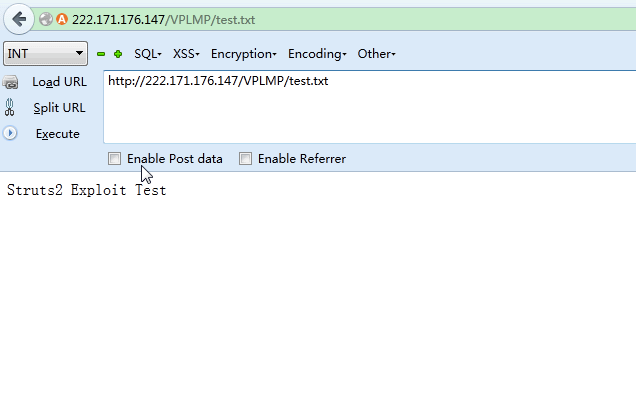 222.171.176.147/VPLMP/test.txt
INT SQL XSS Encryption Encoding Other
Load URL http://222.171.176.147/VPLMP/test.txt
Split URL
Execute
Enable Post data Enable Referrer
Struts2 Exploit Test